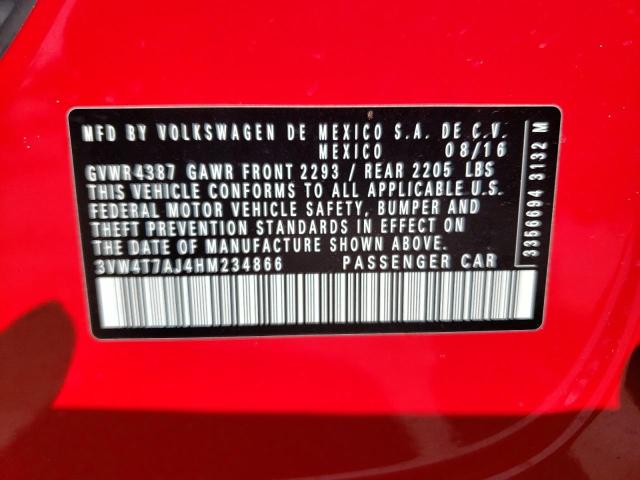 MFD BY VOLKSWAGEN DE MEXICO S.A. DE C.V.
MEXICO 08/16
GVWR4387 GAWR FRONT 2293 / REAR 2205 LBS
THIS VEHICLE CONFORMS TO ALL APPLICABLE U.S.
FEDERAL MOTOR VEHICLE SAFETY, BUMPER AND
THEFT PREVENTION STANDARDS IN EFFECT ON
THE DATE OF MANUFACTURE SHOWN ABOVE.
3VW4T7AJ4HM234866 PASSENGER CAR
3356694 3132 M